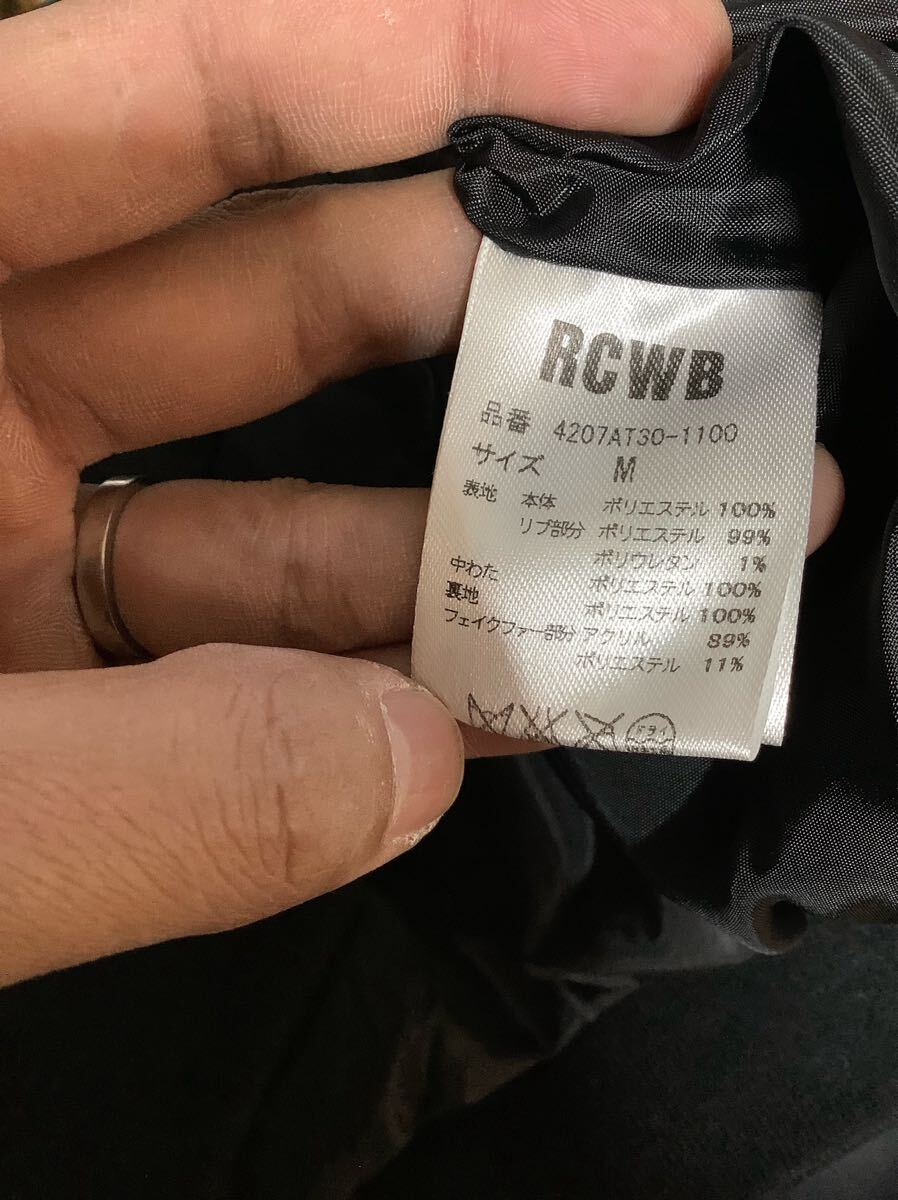 RCWB
品番 4207AT30-1100
サイズ M
表地 本体 ポリエステル 100%
リブ部分 ポリエステル 99%
ポリウレタン 1%
中わた ポリエステル 100%
裏地 ポリエステル 100%
フェイクファー部分 アクリル 89%
ポリエステル 11%
ドライ